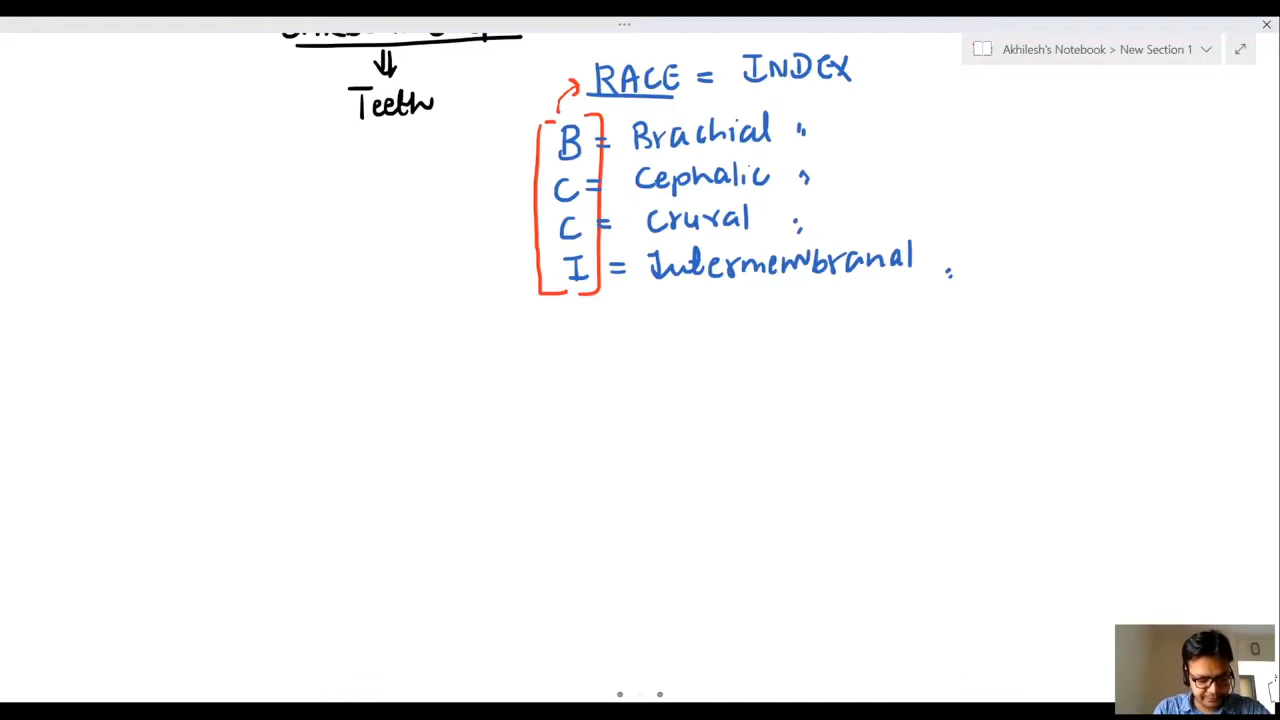 Akhilesh's Notebook > New Section 1
Teeth
RACE = INDEX
B = Brachial "
C = Cephalic "
C = Crural "
I = Intermembranal "